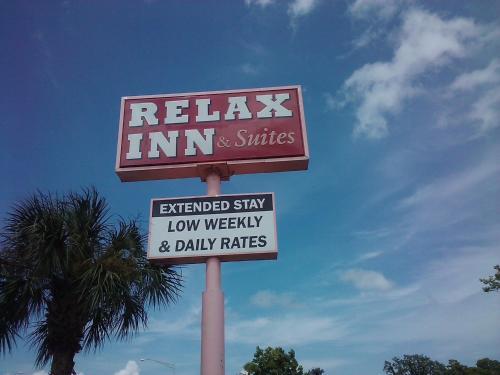 RELAX
INN & Suites
EXTENDED STAY
LOW WEEKLY
& DAILY RATES